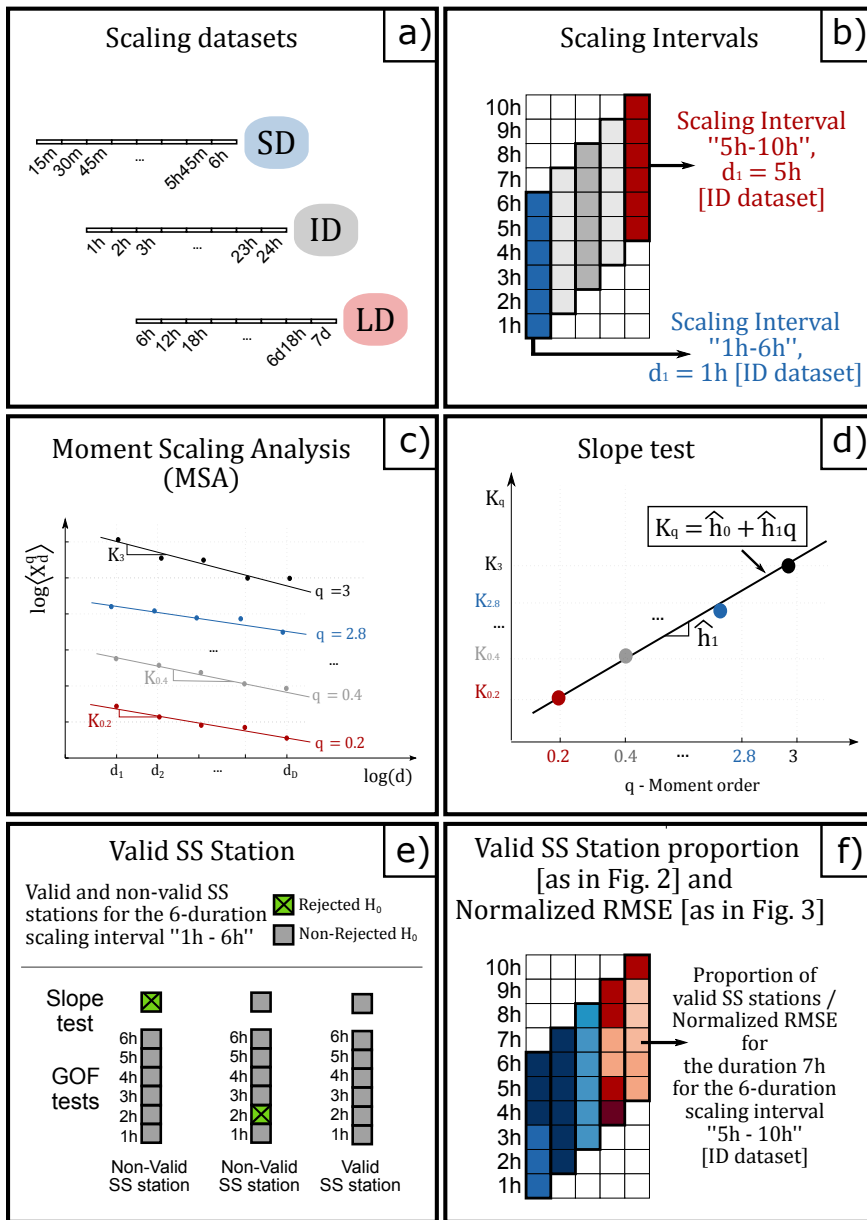 Scaling datasets
a)
15m 30m 45m ... 5h45m 6h
SD
1h 2h 3h ... 23h 24h
ID
6h 12h 18h ... 6d18h 7d
LD
Scaling Intervals
b)
10h
9h
8h
7h
6h
5h
4h
3h
2h
1h
Scaling Interval
"5h-10h",
d₁ = 5h
[ID dataset]
Scaling Interval
"1h-6h",
d₁ = 1h [ID dataset]
Moment Scaling Analysis
(MSA)
c)
log⟨X_d^q⟩
K₃
q = 3
q = 2.8
...
...
K₀.₄
q = 0.4
K₀.₂
q = 0.2
d₁ d₂ ... d_D
log(d)
Slope test
d)
K_q
K_q = ĥ₀ + ĥ₁q
K₃
K₂.₈
...
...
ĥ₁
K₀.₄
K₀.₂
0.2 0.4 ... 2.8 3
q - Moment order
Valid SS Station
e)
Valid and non-valid SS
stations for the 6-duration
scaling interval "1h - 6h"
Rejected H₀
Non-Rejected H₀
Slope
test
GOF
tests
6h 6h 6h
5h 5h 5h
4h 4h 4h
3h 3h 3h
2h 2h 2h
1h 1h 1h
Non-Valid
SS station
Non-Valid
SS station
Valid
SS station
Valid SS Station proportion
[as in Fig. 2] and
Normalized RMSE [as in Fig. 3]
f)
10h
9h
8h
7h
6h
5h
4h
3h
2h
1h
Proportion of
valid SS stations /
Normalized RMSE
for
the duration 7h
for the 6-duration
scaling interval
"5h - 10h"
[ID dataset]